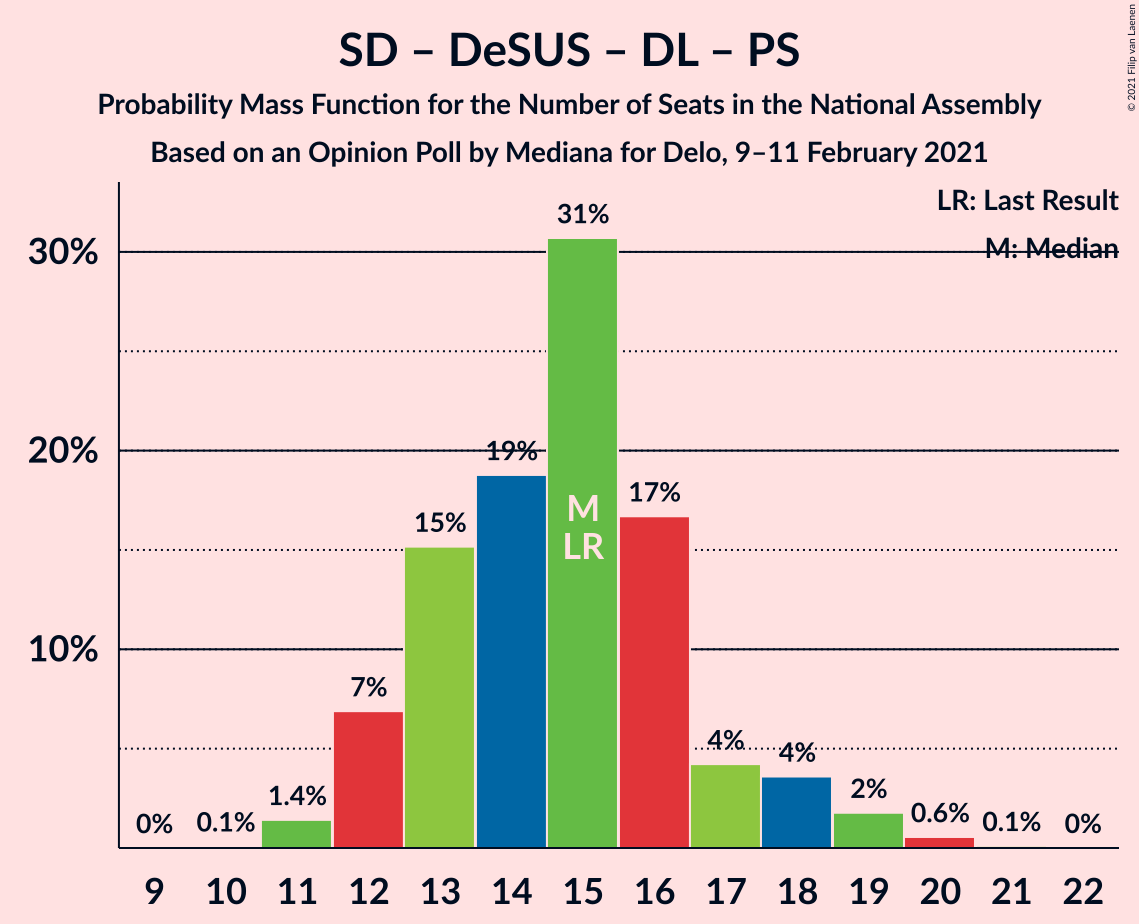 SD – DeSUS – DL – PS
Probability Mass Function for the Number of Seats in the National Assembly
Based on an Opinion Poll by Mediana for Delo, 9–11 February 2021
© 2021 Filip van Laenen
LR: Last Result
M: Median
30%
20%
10%
0%
0.1%
1.4%
7%
15%
19%
31%
M
LR
17%
4%
4%
2%
0.6%
0.1%
0%
9 10 11 12 13 14 15 16 17 18 19 20 21 22